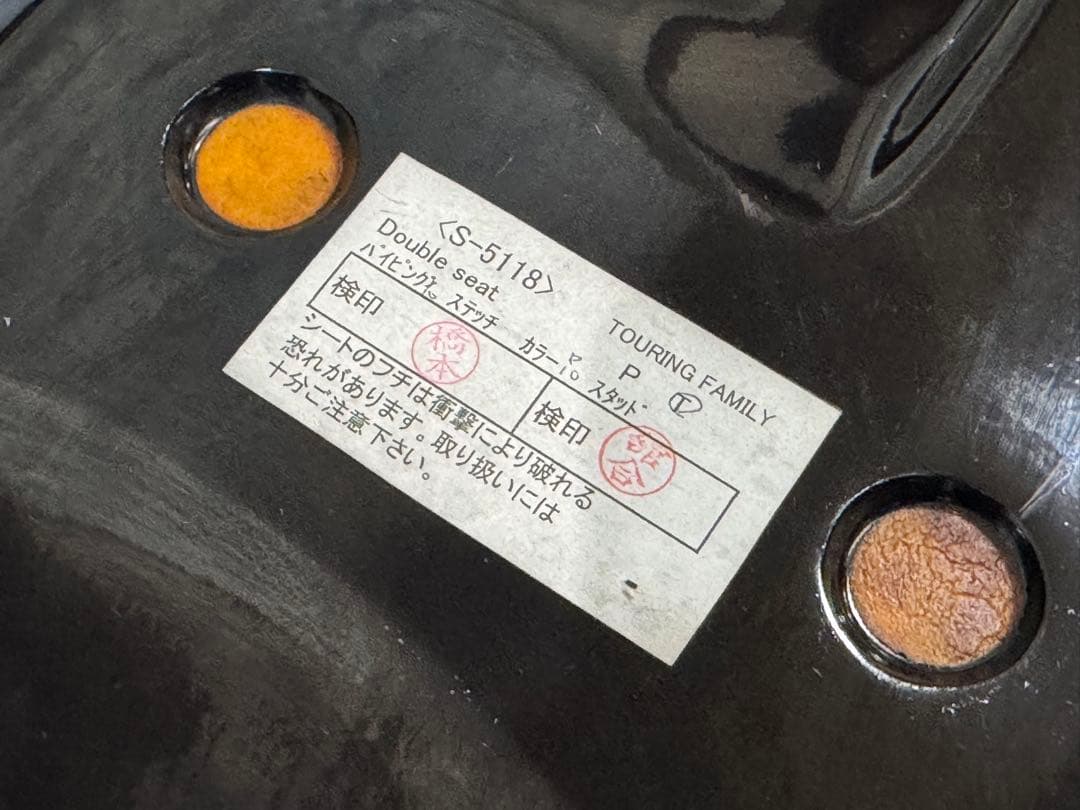 〈S-5118〉
TOURING FAMILY
Double seat
P
パイピング ステッチ カラー スタッド
検印
橋本
検印
シートのフチは衝撃により破れる
恐れがあります。取り扱いには
十分ご注意下さい。